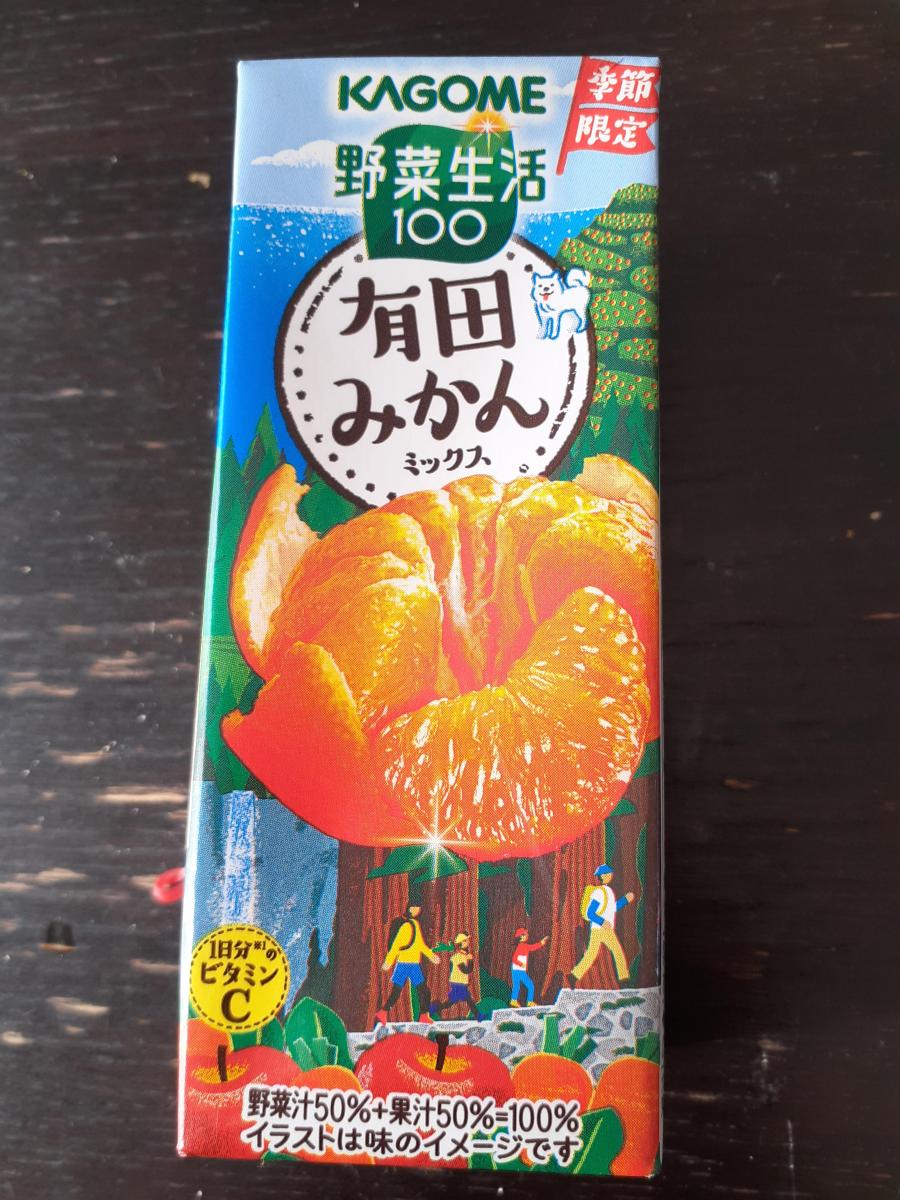 KAGOME
季節
限定
野菜生活
100
有田
みかん
ミックス
1日分※1の
ビタミン
C
野菜汁50%+果汁50%=100%
イラストは味のイメージです